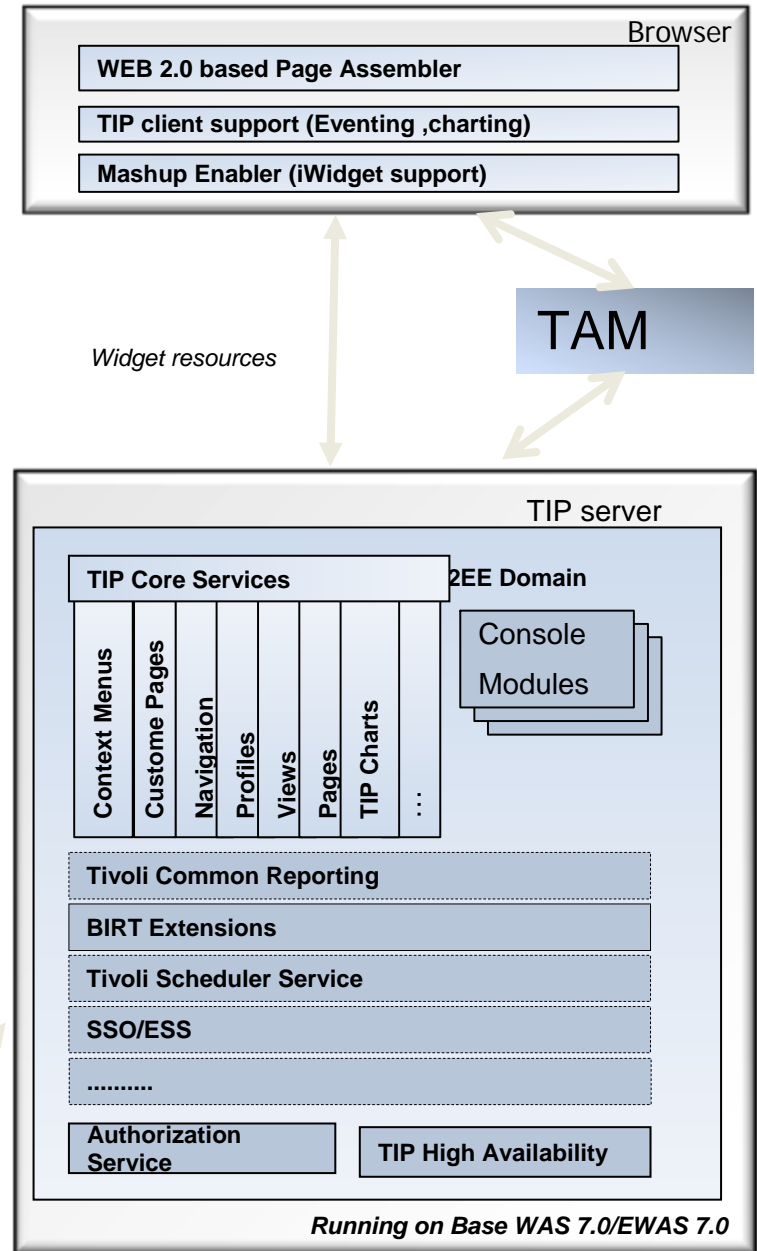 Browser
WEB 2.0 based Page Assembler
TIP client support (Eventing ,charting)
Mashup Enabler (iWidget support)
Widget resources
TAM
TIP server
TIP Core Services
2EE Domain
Console
Modules
Context Menus
Custome Pages
Navigation
Profiles
Views
Pages
TIP Charts
...
Tivoli Common Reporting
BIRT Extensions
Tivoli Scheduler Service
SSO/ESS
..........
Authorization
Service
TIP High Availability
Running on Base WAS 7.0/EWAS 7.0